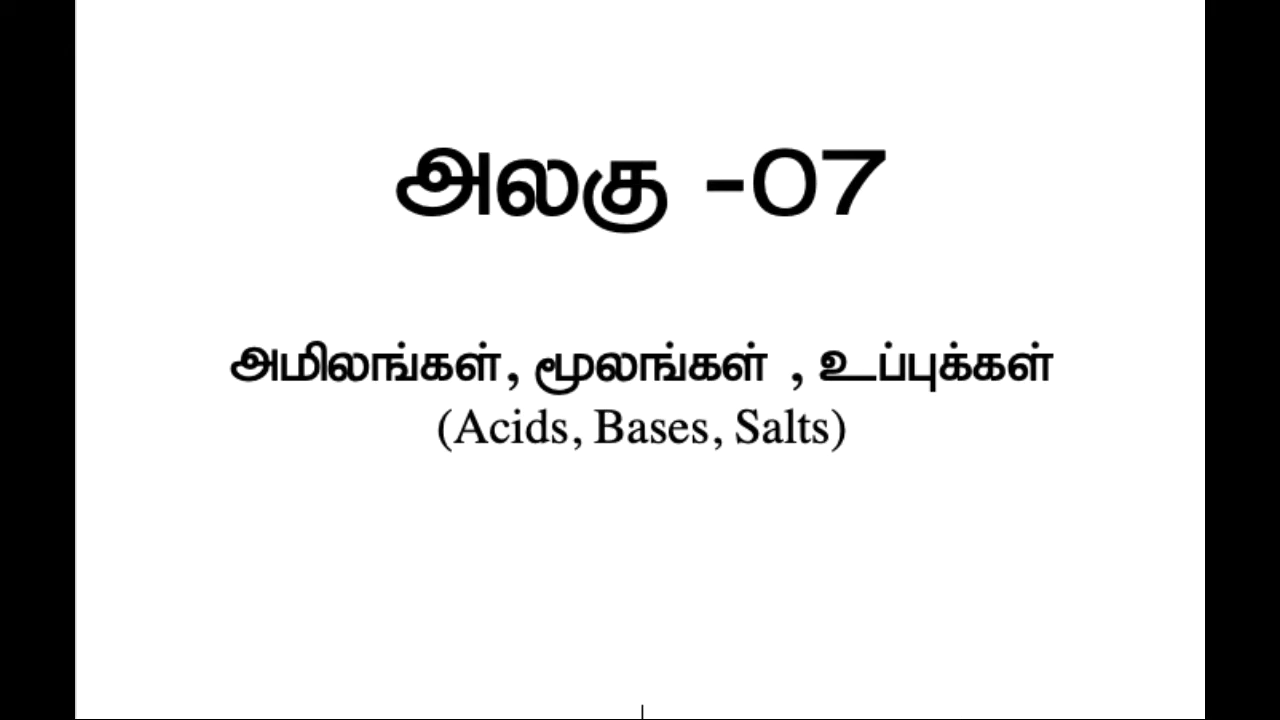 அலகு -07
அமிலங்கள், மூலங்கள் , உப்புக்கள்
(Acids, Bases, Salts)